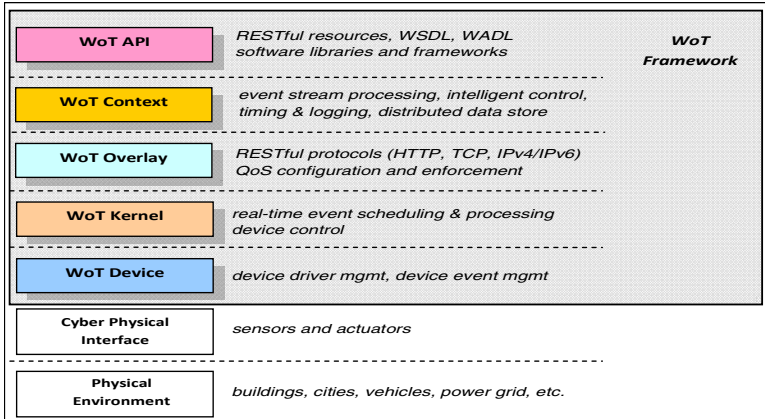 WoT API
RESTful resources, WSDL, WADL
software libraries and frameworks
WoT
Framework
WoT Context
event stream processing, intelligent control,
timing & logging, distributed data store
WoT Overlay
RESTful protocols (HTTP, TCP, IPv4/IPv6)
QoS configuration and enforcement
WoT Kernel
real-time event scheduling & processing
device control
WoT Device
device driver mgmt, device event mgmt
Cyber Physical
Interface
sensors and actuators
Physical
Environment
buildings, cities, vehicles, power grid, etc.